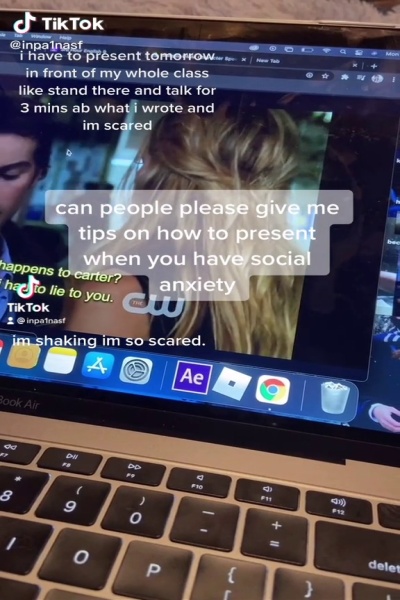 TikTok
@inpa1nasf
i have to present tomorrow
in front of my whole class
like stand there and talk for
3 mins ab what i wrote and
im scared
New Tab
can people please give me
tips on how to present
when you have social
anxiety
happens to carter?
to lie to you.
THE CW
TikTok
@inpa1nasf
im shaking im so scared.
Ae
Book Air
F7
F8
F9
F10
F11
F12
8
(
9
)
0
—
-
+
=
delet
I
O
P
{
[
}
]